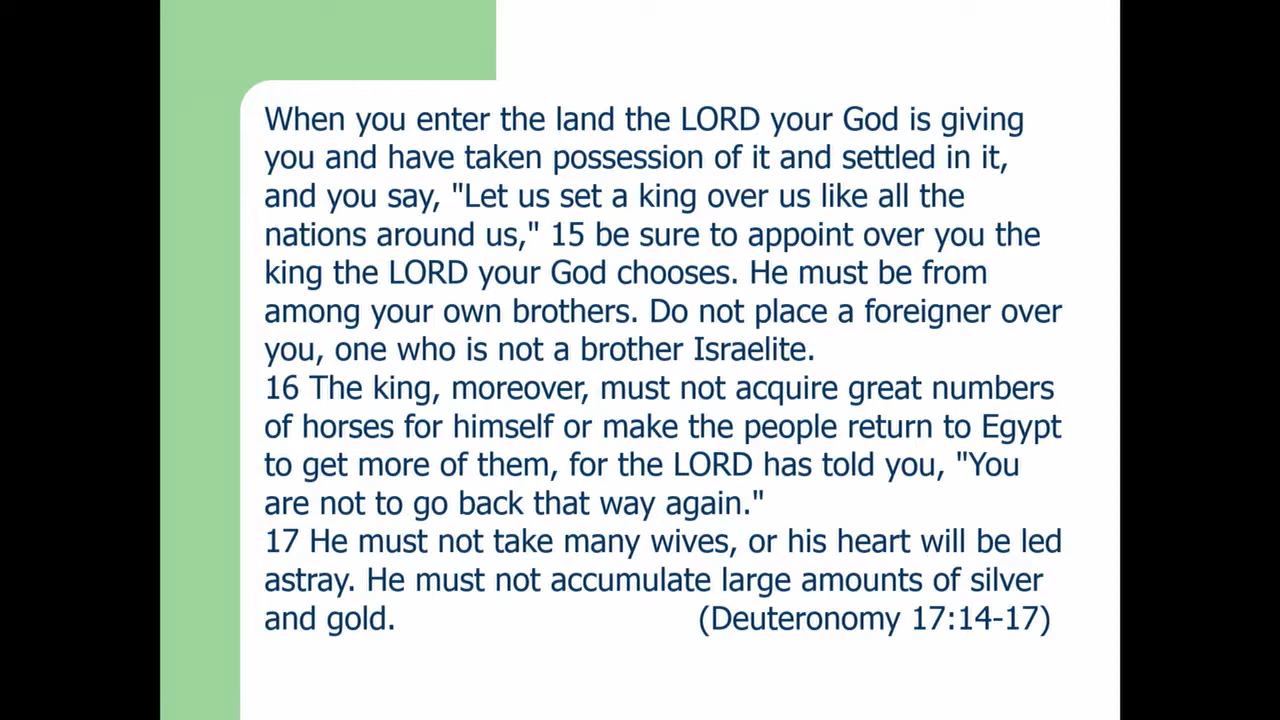 When you enter the land the LORD your God is giving
you and have taken possession of it and settled in it,
and you say, "Let us set a king over us like all the
nations around us," 15 be sure to appoint over you the
king the LORD your God chooses. He must be from
among your own brothers. Do not place a foreigner over
you, one who is not a brother Israelite.
16 The king, moreover, must not acquire great numbers
of horses for himself or make the people return to Egypt
to get more of them, for the LORD has told you, "You
are not to go back that way again."
17 He must not take many wives, or his heart will be led
astray. He must not accumulate large amounts of silver
and gold. (Deuteronomy 17:14-17)